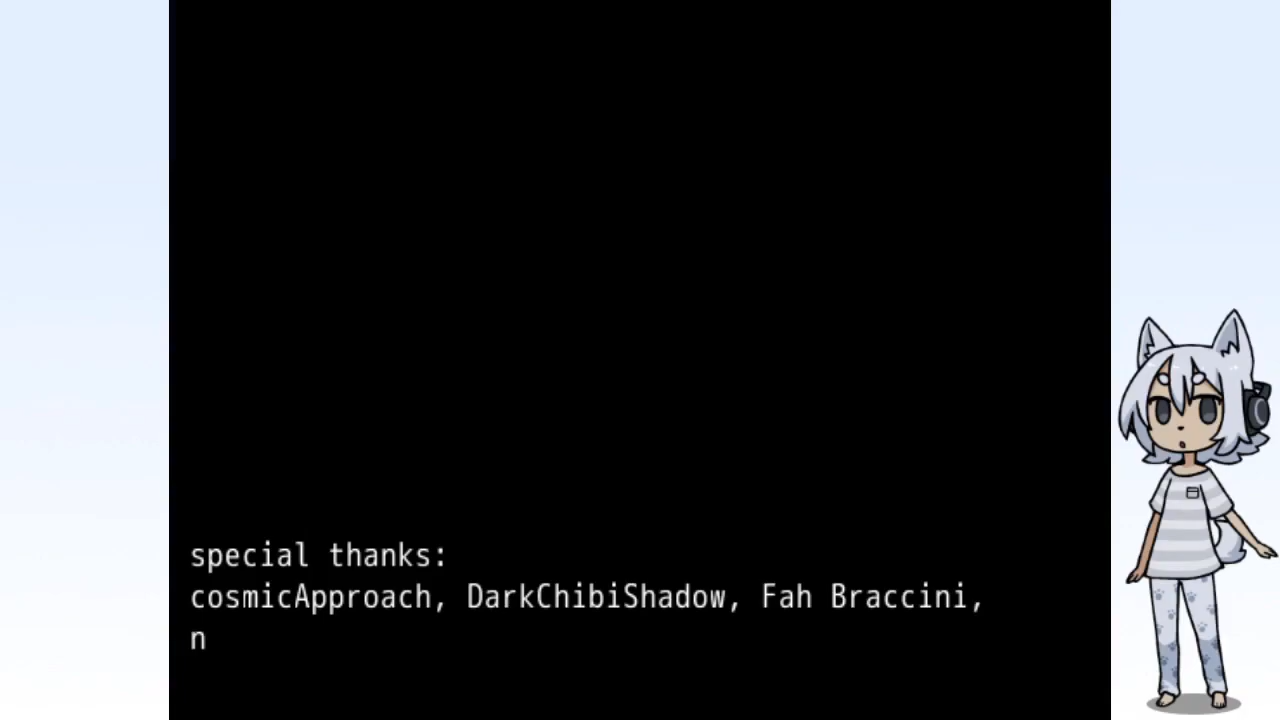 special thanks:
cosmicApproach, DarkChibiShadow, Fah Braccini,
n